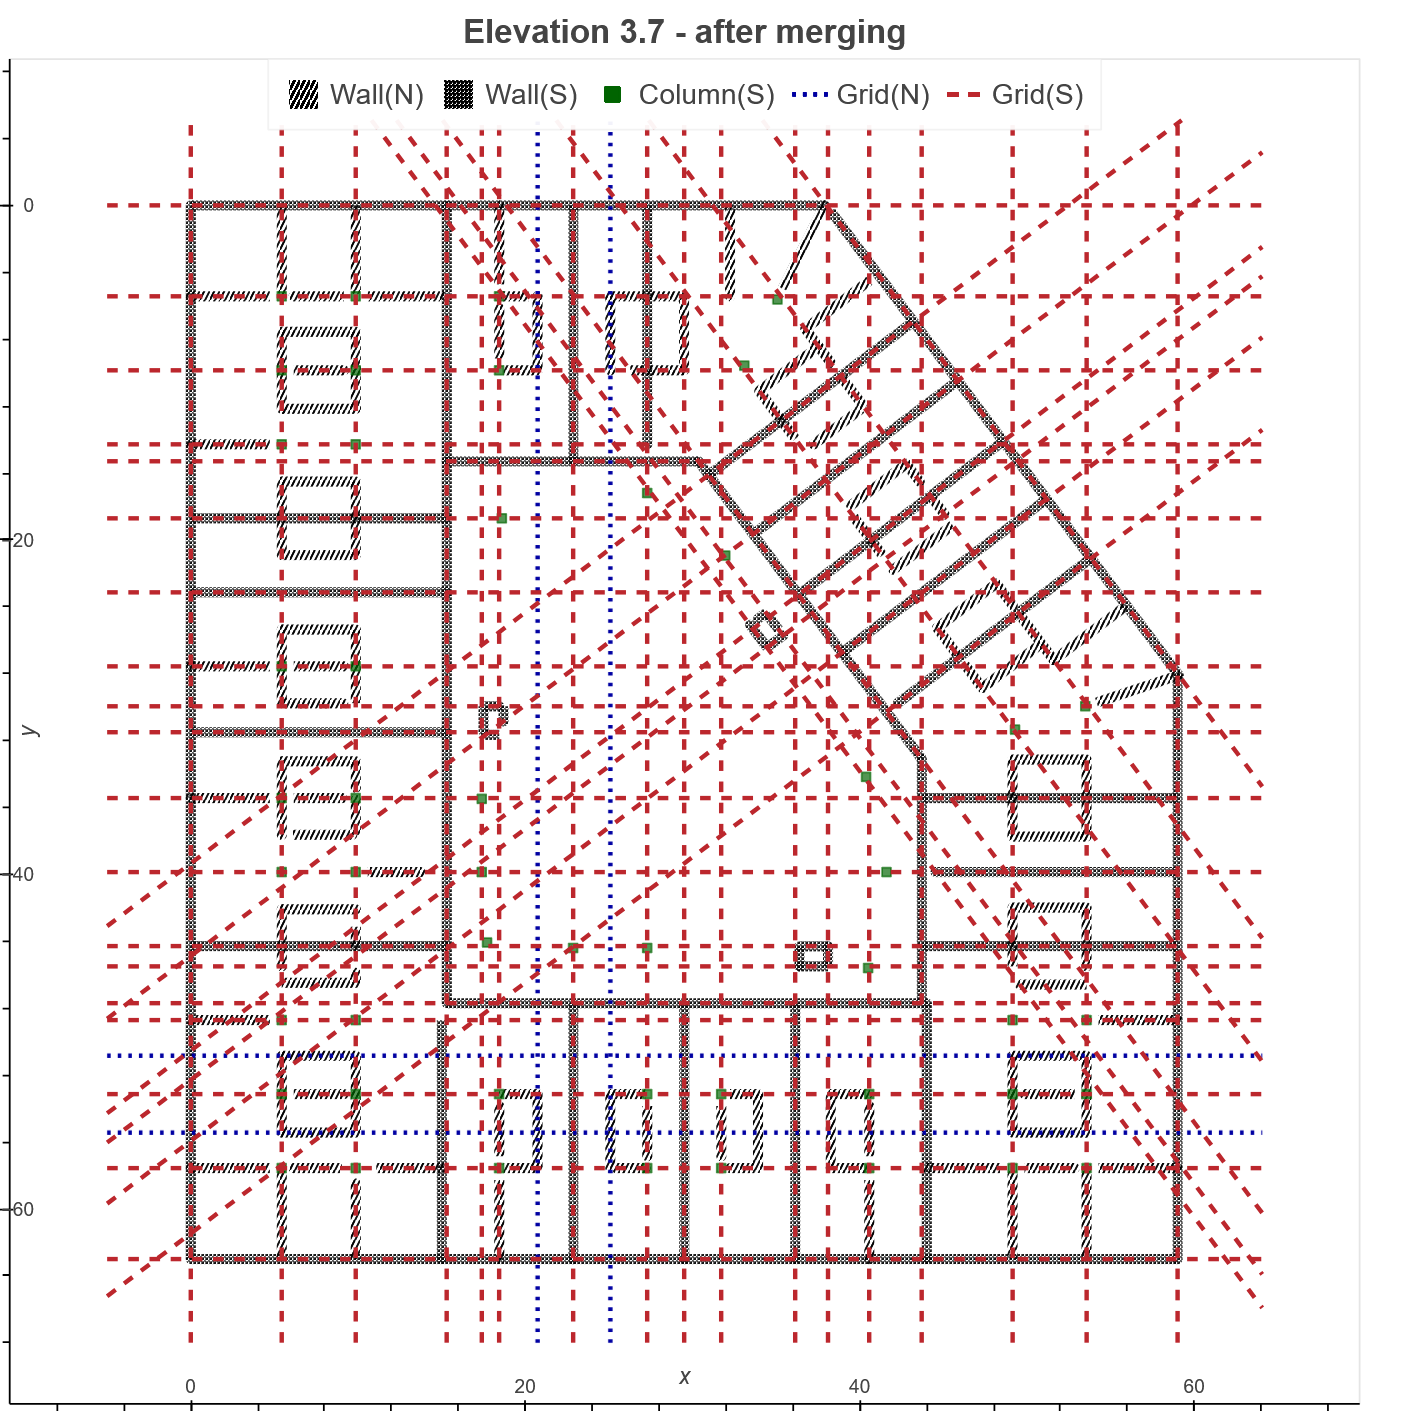 Elevation 3.7 - after merging
Wall(N) Wall(S) Column(S) Grid(N) Grid(S)
0
20
40
60
y
x
0 20 40 60